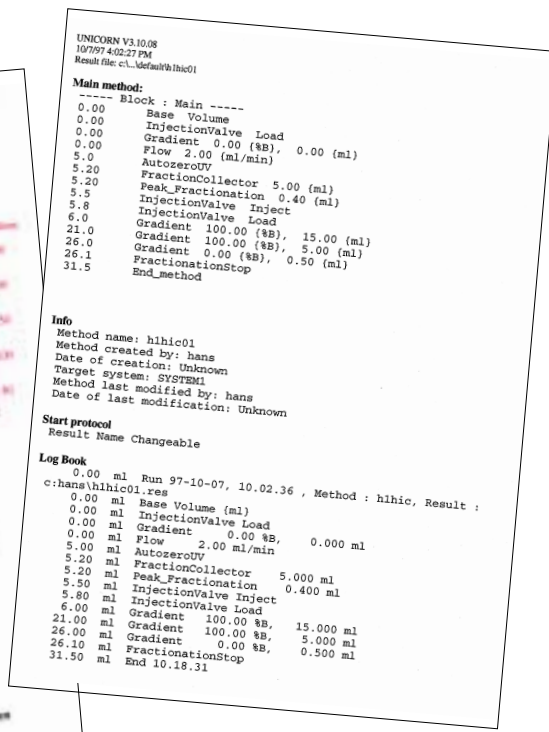 UNICORN V3.10.08
10/7/97 4:02:27 PM
Result file: c:\...\default\h1hic01
Main method:
----- Block : Main -----
0.00 Base Volume
0.00 InjectionValve Load
0.00 Gradient 0.00 {%B}, 0.00 {ml}
0.00 Flow 2.00 {ml/min}
5.0 AutozeroUV
5.20 FractionCollector 5.00 {ml}
5.20 Peak_Fractionation 0.40 {ml}
5.5 InjectionValve Inject
5.8 InjectionValve Load
6.0 Gradient 100.00 {%B}, 15.00 {ml}
21.0 Gradient 100.00 {%B}, 5.00 {ml}
26.0 Gradient 0.00 {%B}, 0.50 {ml}
26.1 FractionationStop
31.5 End_method
Info
Method name: h1hic01
Method created by: hans
Date of creation: Unknown
Target system: SYSTEM1
Method last modified by: hans
Date of last modification: Unknown
Start protocol
Result Name Changeable
Log Book
0.00 ml Run 97-10-07, 10.02.36 , Method : h1hic, Result :
c:hans\h1hic01.res
0.00 ml Base Volume {ml}
0.00 ml InjectionValve Load
0.00 ml Gradient 0.00 %B, 0.000 ml
0.00 ml Flow 2.00 ml/min
5.00 ml AutozeroUV
5.20 ml FractionCollector 5.000 ml
5.20 ml Peak_Fractionation 0.400 ml
5.50 ml InjectionValve Inject
5.80 ml InjectionValve Load
6.00 ml Gradient 100.00 %B, 15.000 ml
21.00 ml Gradient 100.00 %B, 5.000 ml
26.00 ml Gradient 0.00 %B, 0.500 ml
26.10 ml FractionationStop
31.50 ml End 10.18.31